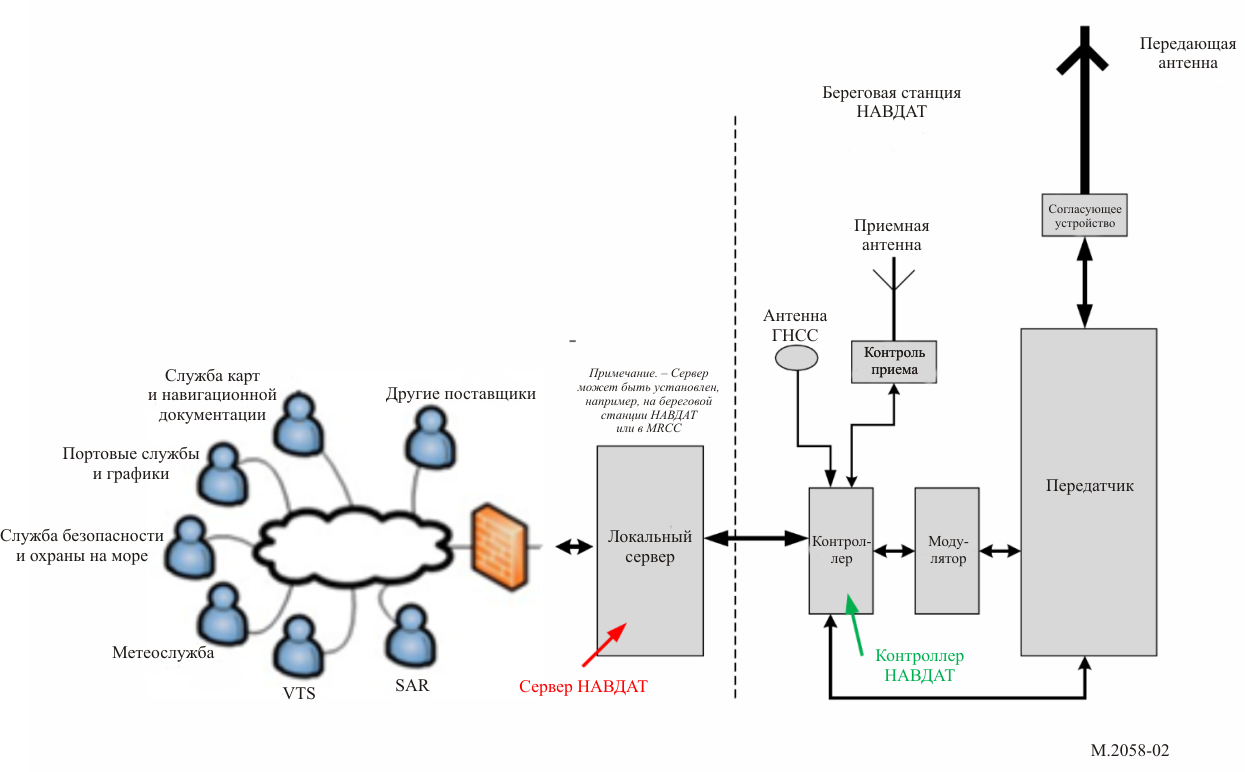 Передающая
антенна
Береговая станция
НАВДАТ
Согласующее
устройство
Приемная
антенна
Антенна
ГНСС
Контроль
приема
Примечание. – Сервер
может быть установлен,
например, на береговой
станции НАВДАТ
или в MRCC
Служба карт
и навигационной
документации
Другие поставщики
Портовые службы
и графики
Служба безопасности
и охраны на море
Метеослужба
VTS
SAR
Локальный
сервер
Сервер НАВДАТ
Контрол-
лер
Моду-
лятор
Передатчик
Контроллер
НАВДАТ
M.2058-02